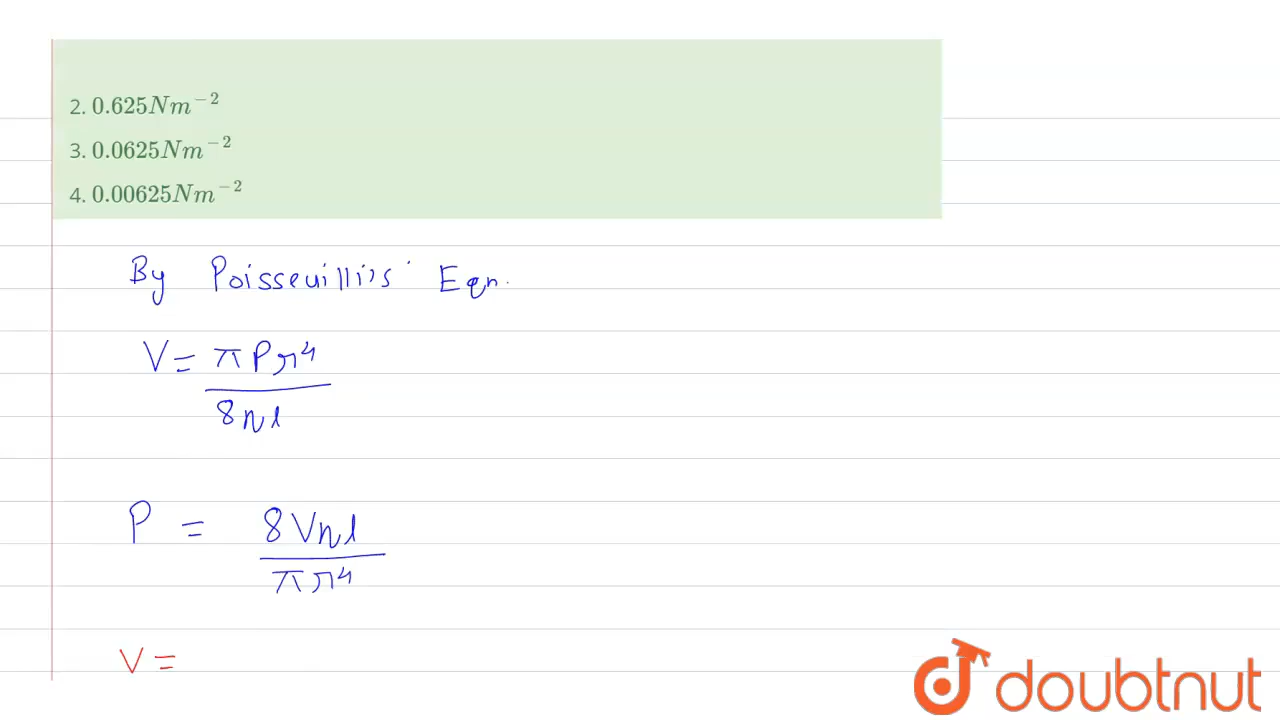 2. 0.625Nm⁻²
3. 0.0625Nm⁻²
4. 0.00625Nm⁻²
By Poisseuillis' Eqn.
V = πPr⁴
8ηl
P = 8Vηl
πr⁴
V =
doubtnut